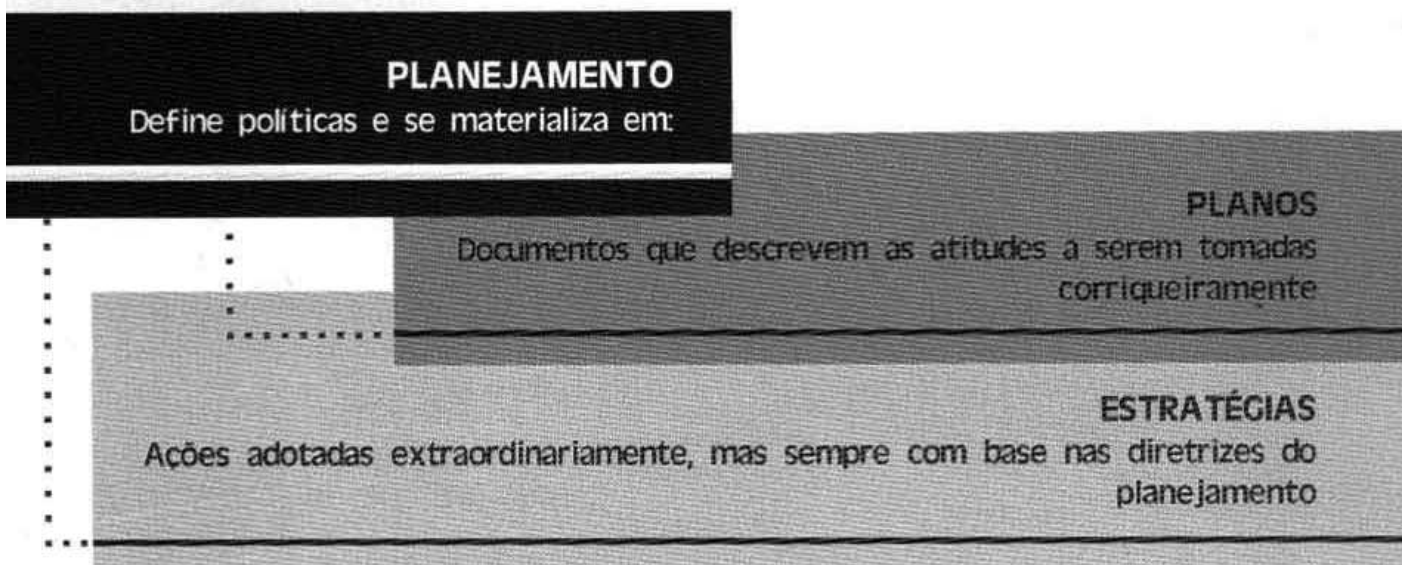 PLANEJAMENTO
Define políticas e se materializa em:
PLANOS
Documentos que descrevem as atitudes a serem tomadas
corriqueiramente
ESTRATÉGIAS
Ações adotadas extraordinariamente, mas sempre com base nas diretrizes do
planejamento